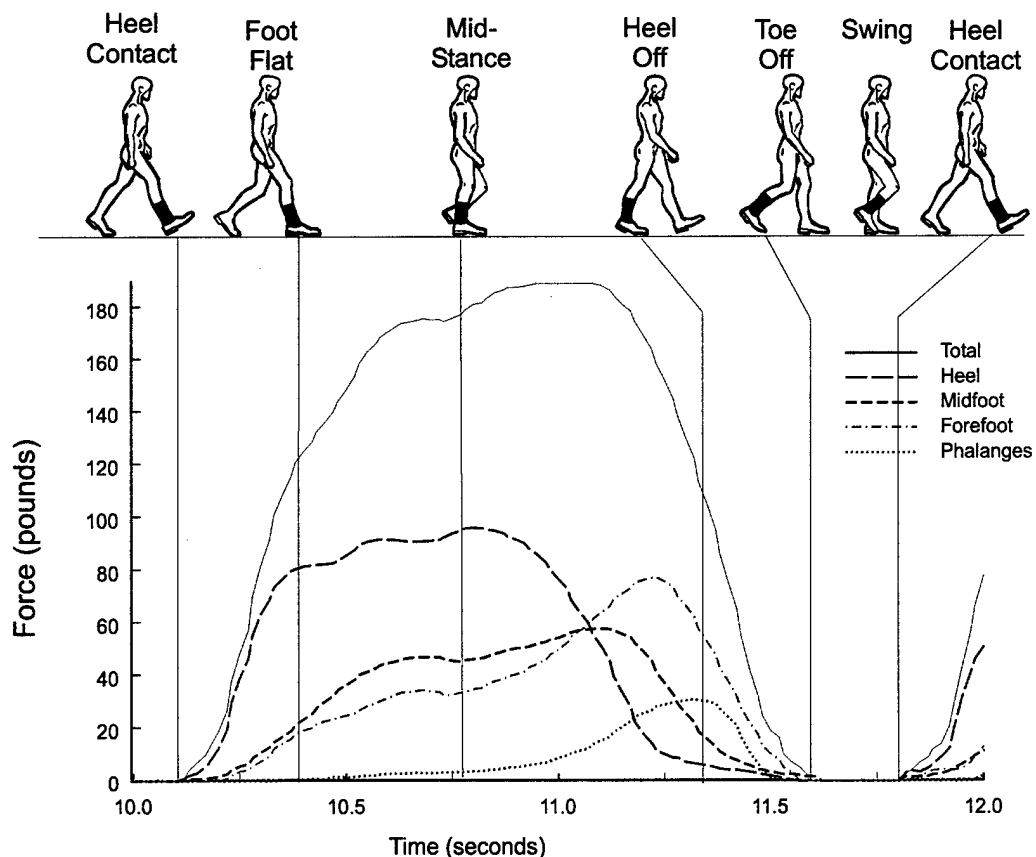 Heel
Contact
Foot
Flat
Mid-
Stance
Heel
Off
Toe
Off
Swing
Heel
Contact
180
160
140
120
100
80
60
40
20
0
Force (pounds)
Total
Heel
Midfoot
Forefoot
Phalanges
10.0 10.5 11.0 11.5 12.0
Time (seconds)